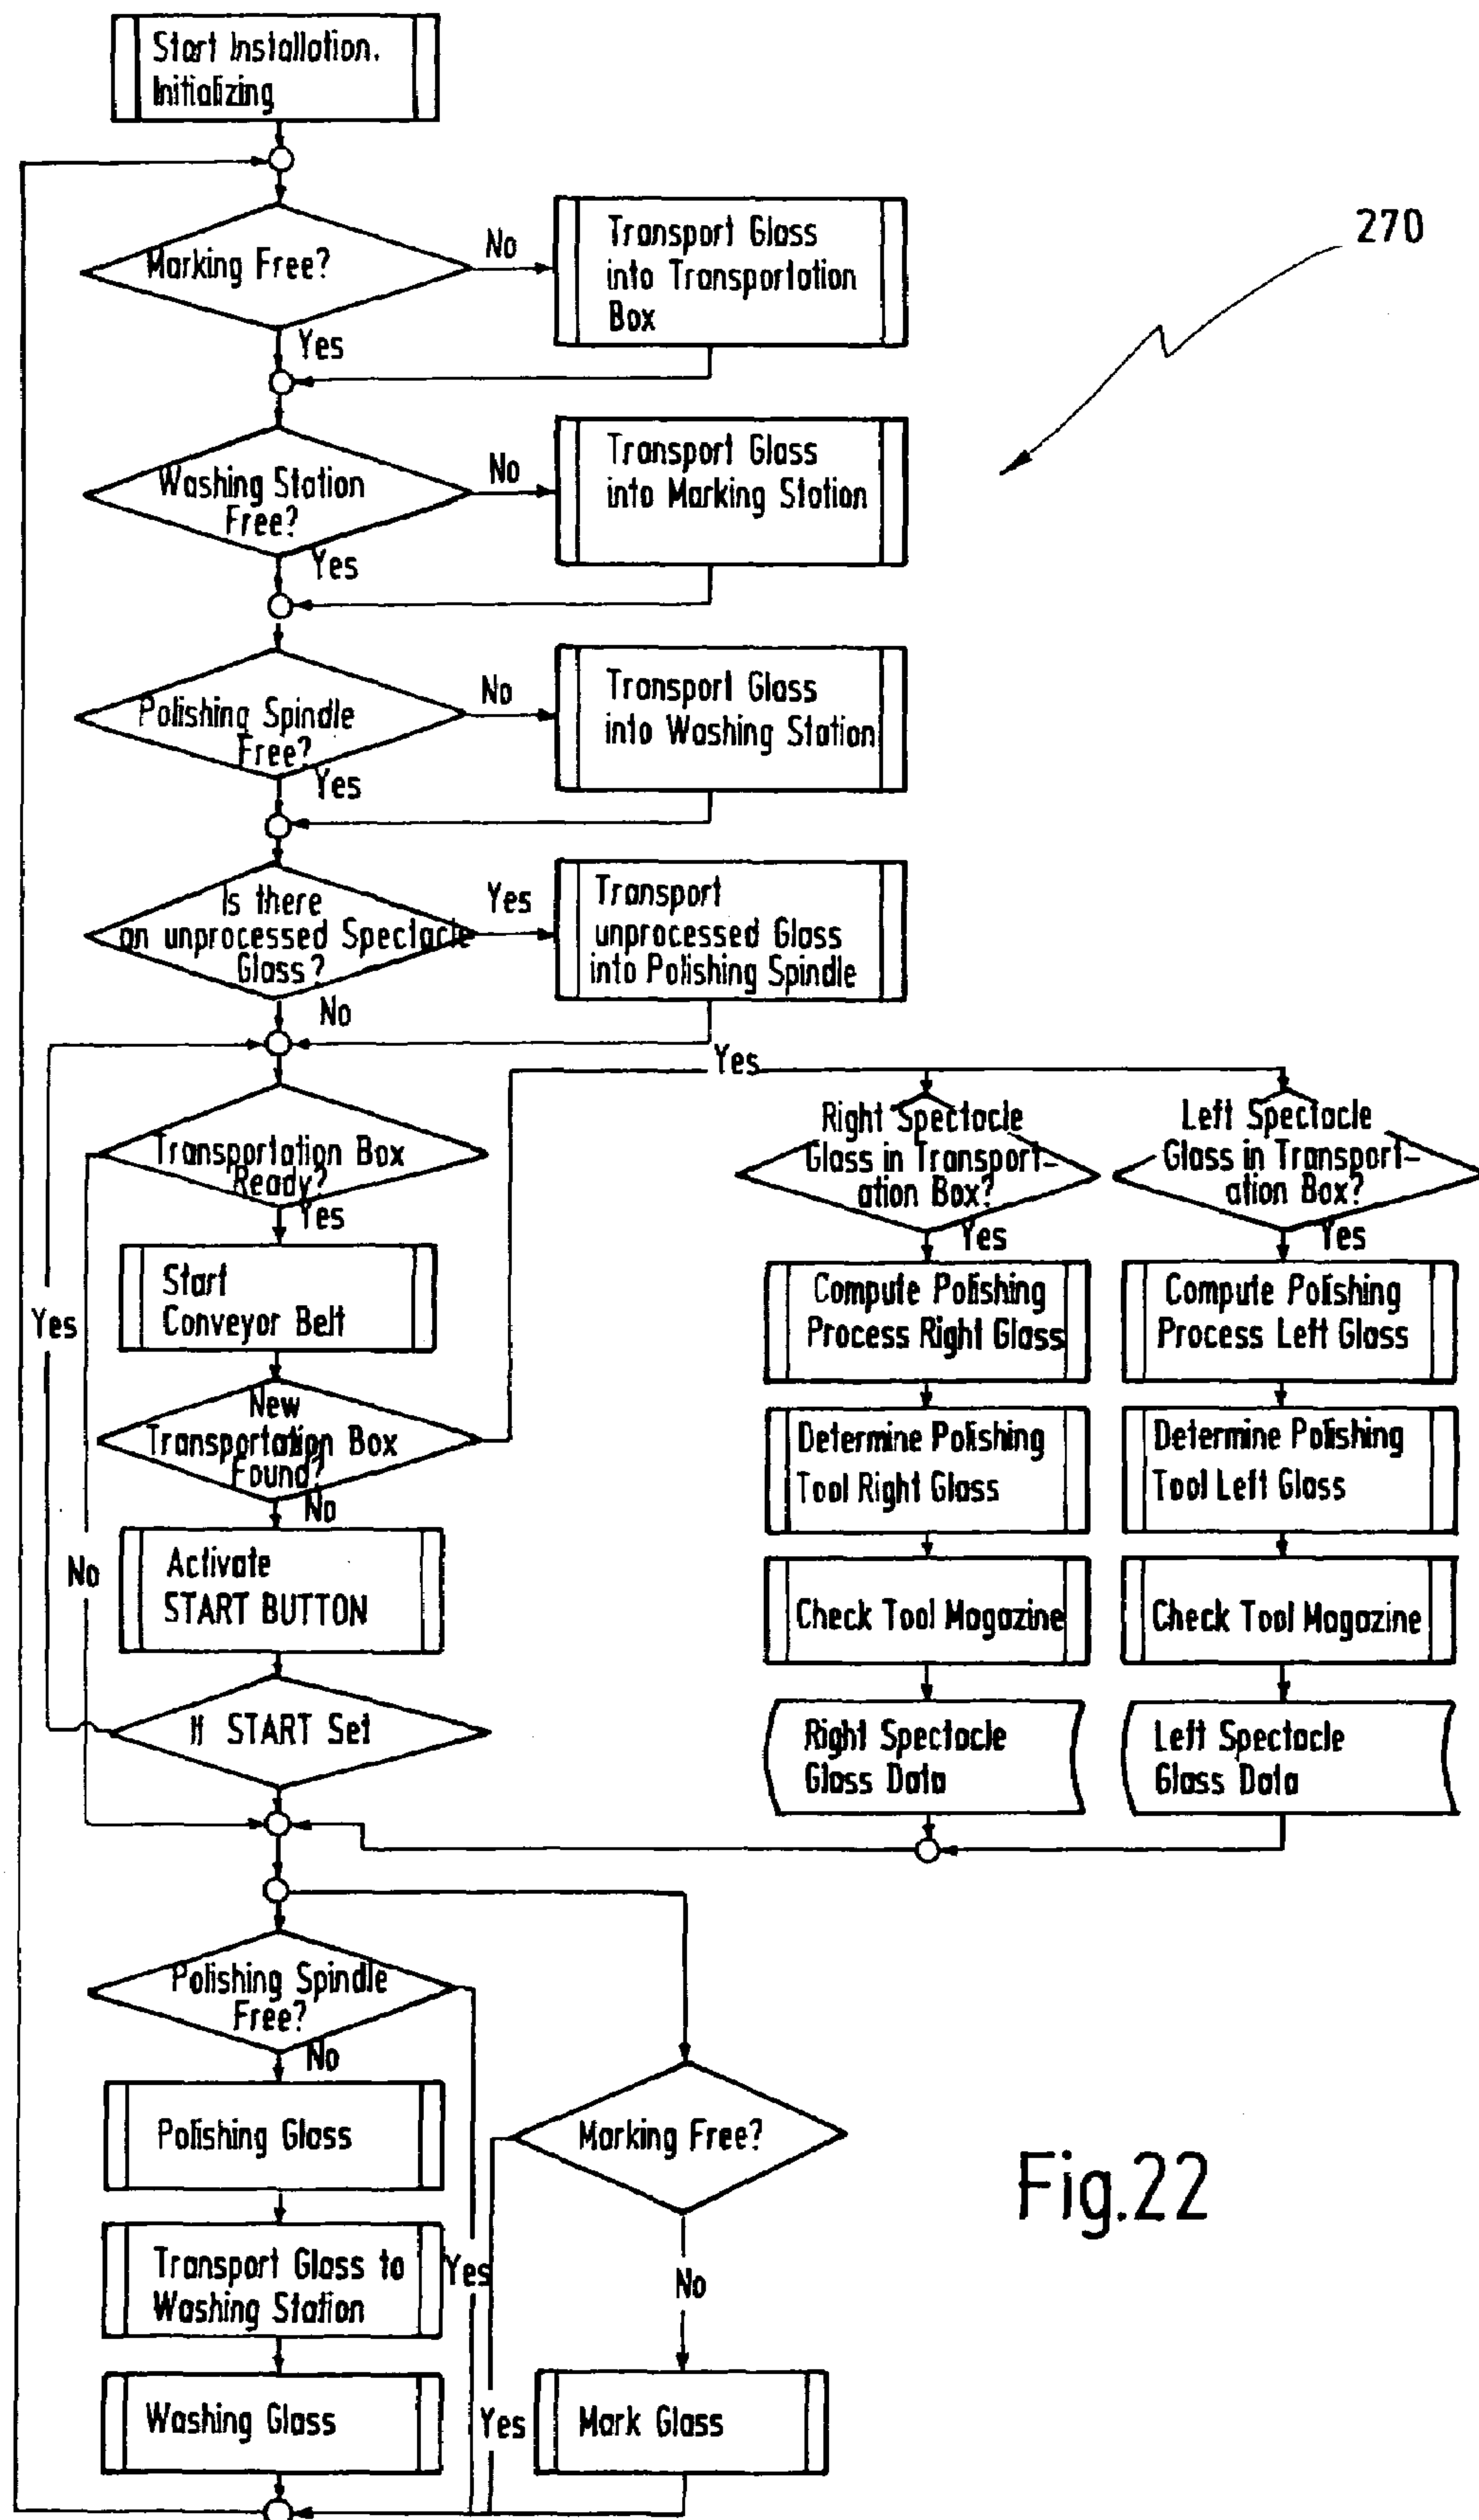 Start Installation.
Initializing
Marking Free?
No
Transport Glass
into Transportation
Box
270
Yes
Washing Station
Free?
No
Transport Glass
into Marking Station
Yes
Polishing Spindle
Free?
No
Transport Glass
into Washing Station
Yes
Is there
an unprocessed Spectacle
Glass?
Yes
Transport
unprocessed Glass
into Polishing Spindle
No
Transportation Box
Ready?
Yes
Start
Conveyor Belt
Yes
New
Transportation Box
Found?
Yes
No
Activate
START BUTTON
No
If START Set
Right Spectacle
Glass in Transport-
ation Box?
Yes
Compute Polishing
Process Right Glass
Determine Polishing
Tool Right Glass
Check Tool Magazine
Right Spectacle
Glass Data
Left Spectacle
Glass in Transport-
ation Box?
Yes
Compute Polishing
Process Left Glass
Determine Polishing
Tool Left Glass
Check Tool Magazine
Left Spectacle
Glass Data
Polishing Spindle
Free?
No
Polishing Glass
Transport Glass to
Washing Station
Yes
Washing Glass
Marking Free?
No
Yes
Mark Glass
Fig.22